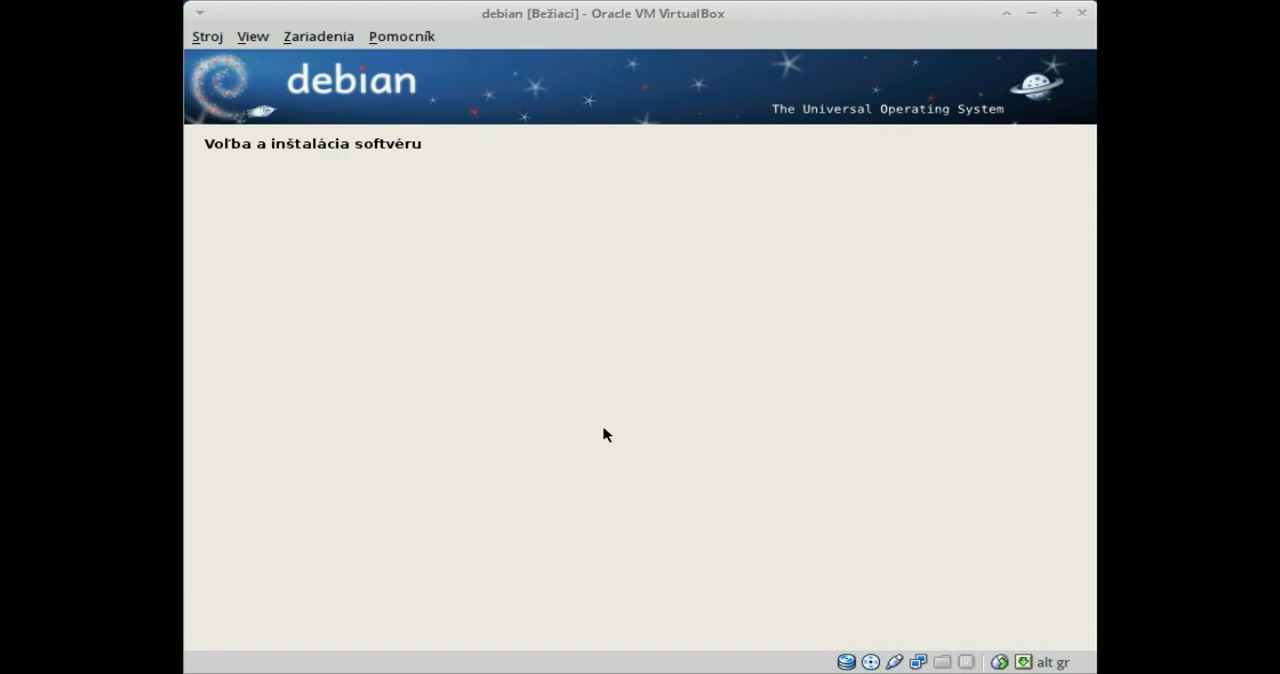 debian [Bežiaci] - Oracle VM VirtualBox
Stroj View Zariadenia Pomocník
debian
The Universal Operating System
Voľba a inštalácia softvéru
alt gr